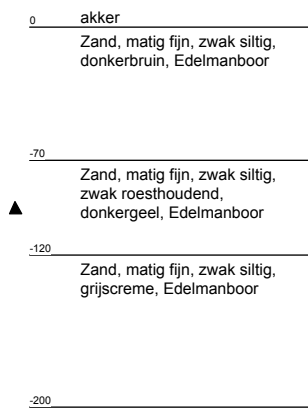 0 akker
Zand, matig fijn, zwak siltig,
donkerbruin, Edelmanboor
-70
Zand, matig fijn, zwak siltig,
zwak roesthoudend,
donkergeel, Edelmanboor
-120
Zand, matig fijn, zwak siltig,
grijscreme, Edelmanboor
-200